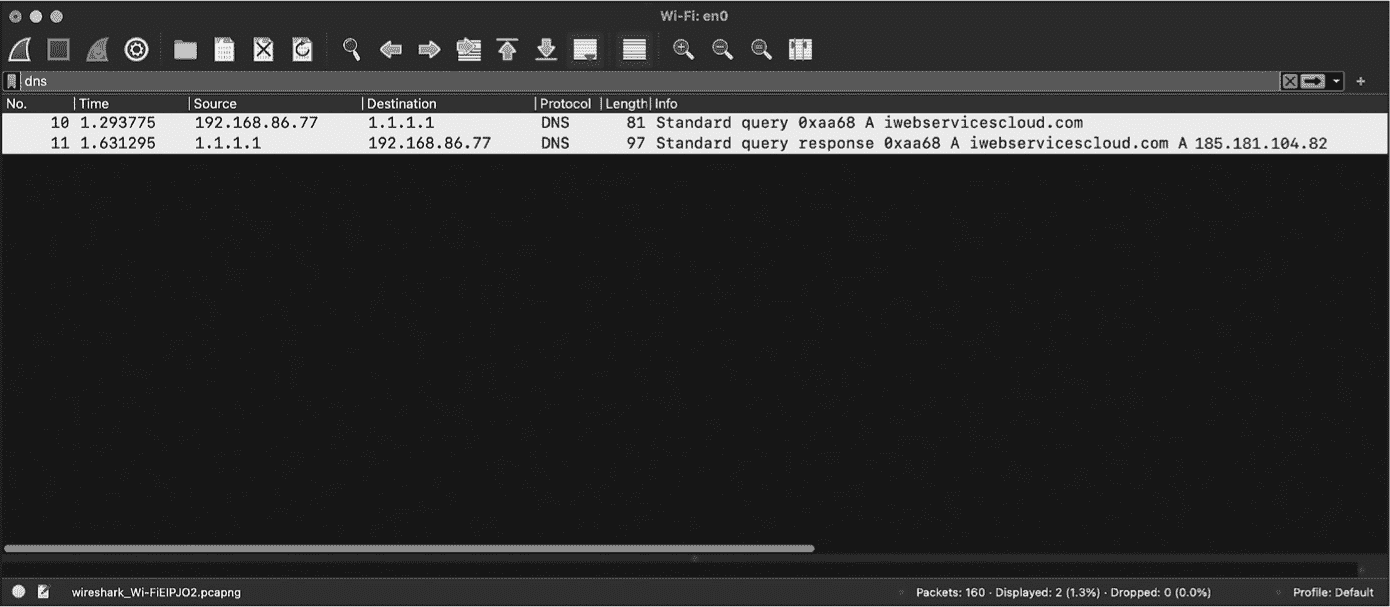 Wi-Fi: en0
dns
No. Time Source Destination Protocol Length Info
10 1.293775 192.168.86.77 1.1.1.1 DNS 81 Standard query 0xaa68 A iwebservicescloud.com
11 1.631295 1.1.1.1 192.168.86.77 DNS 97 Standard query response 0xaa68 A iwebservicescloud.com A 185.181.104.82
wireshark_Wi-FiEIPJO2.pcapng Packets: 160 · Displayed: 2 (1.3%) · Dropped: 0 (0.0%) Profile: Default